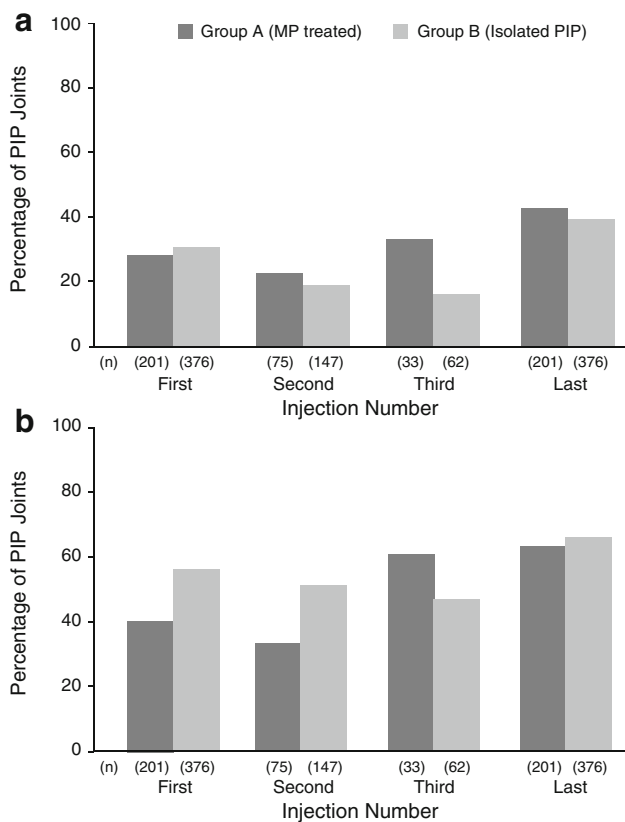 a
Group A (MP treated) Group B (Isolated PIP)
Percentage of PIP Joints
100
80
60
40
20
0
(n) (201) (376) (75) (147) (33) (62) (201) (376)
First Second Third Last
Injection Number
b
Percentage of PIP Joints
100
80
60
40
20
0
(n) (201) (376) (75) (147) (33) (62) (201) (376)
First Second Third Last
Injection Number